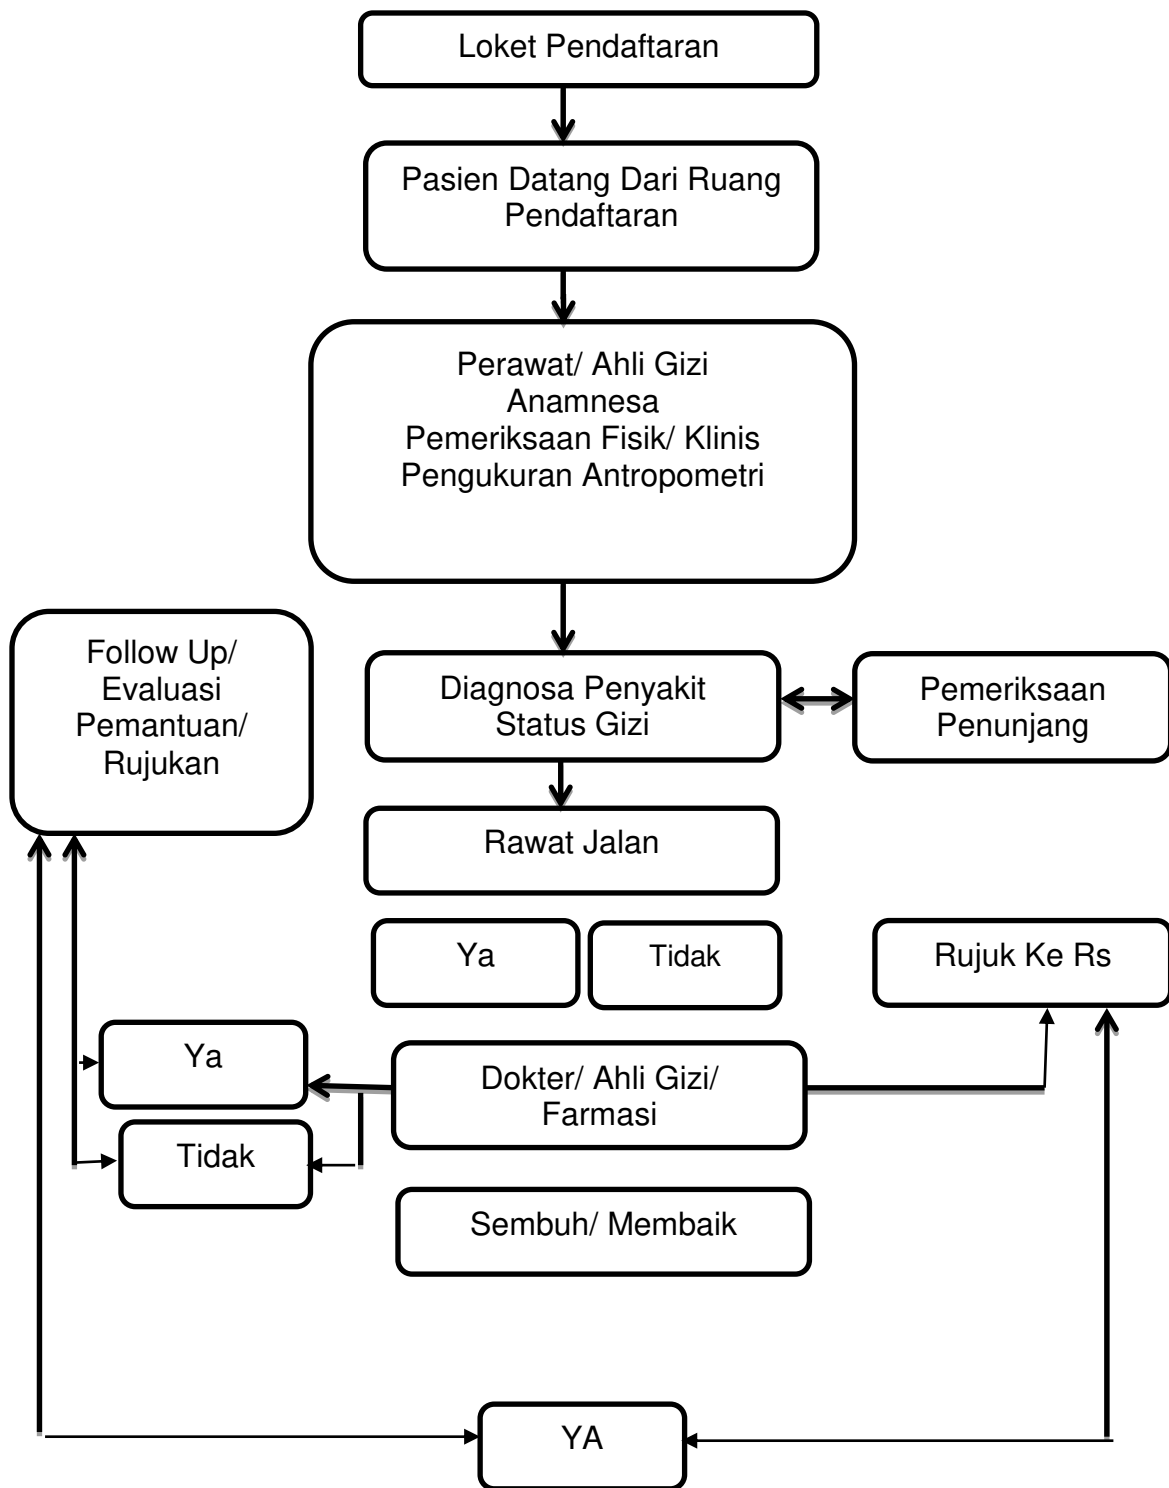 Loket Pendaftaran
Pasien Datang Dari Ruang
Pendaftaran
Perawat/ Ahli Gizi
Anamnesa
Pemeriksaan Fisik/ Klinis
Pengukuran Antropometri
Follow Up/
Evaluasi
Pemantuan/
Rujukan
Diagnosa Penyakit
Status Gizi
Pemeriksaan
Penunjang
Rawat Jalan
Ya
Tidak
Rujuk Ke Rs
Ya
Dokter/ Ahli Gizi/
Farmasi
Tidak
Sembuh/ Membaik
YA